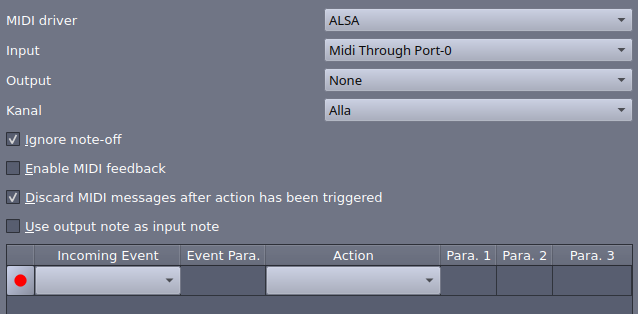 MIDI driver ALSA
Input Midi Through Port-0
Output None
Kanal Alla
Ignore note-off
Enable MIDI feedback
Discard MIDI messages after action has been triggered
Use output note as input note
Incoming Event Event Para. Action Para. 1 Para. 2 Para. 3